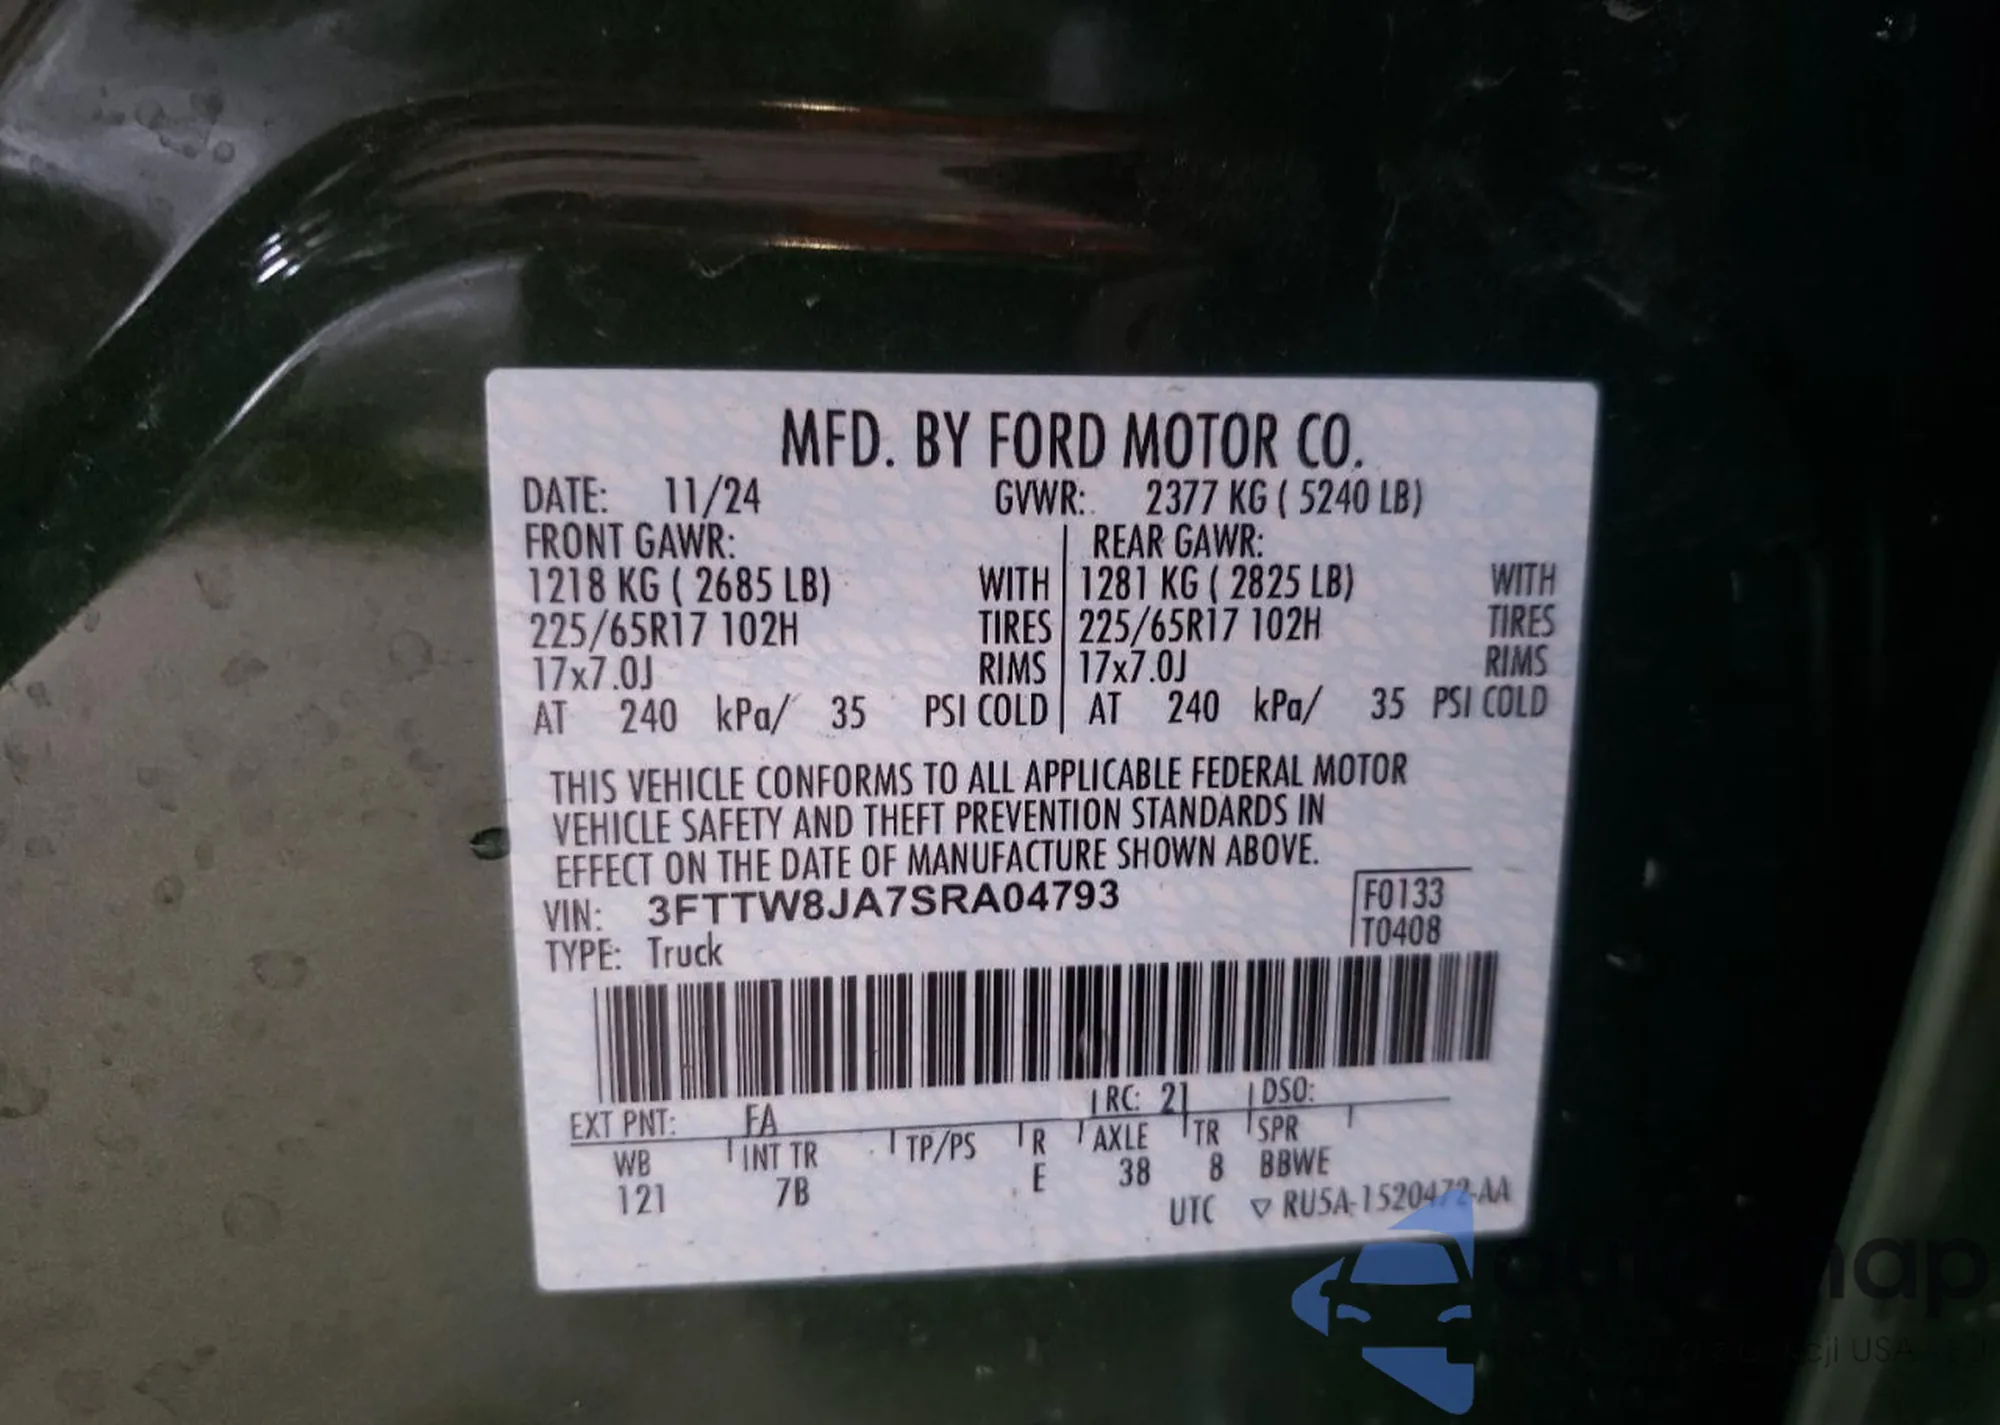 MFD. BY FORD MOTOR CO.
DATE: 11/24 GVWR: 2377 KG ( 5240 LB)
FRONT GAWR: REAR GAWR:
1218 KG ( 2685 LB) WITH 1281 KG ( 2825 LB) WITH
225/65R17 102H TIRES 225/65R17 102H TIRES
17x7.0J RIMS 17x7.0J RIMS
AT 240 kPa/ 35 PSI COLD AT 240 kPa/ 35 PSI COLD
THIS VEHICLE CONFORMS TO ALL APPLICABLE FEDERAL MOTOR
VEHICLE SAFETY AND THEFT PREVENTION STANDARDS IN
EFFECT ON THE DATE OF MANUFACTURE SHOWN ABOVE.
VIN: 3FTTW8JA7SRA04793 F0133
TYPE: Truck T0408
EXT PNT: FA RC: 21 DSO:
WB INT TR TP/PS R AXLE TR SPR
121 7B E 38 8 BBWE
UTC ▽ RU5A-1520472-AA
USA